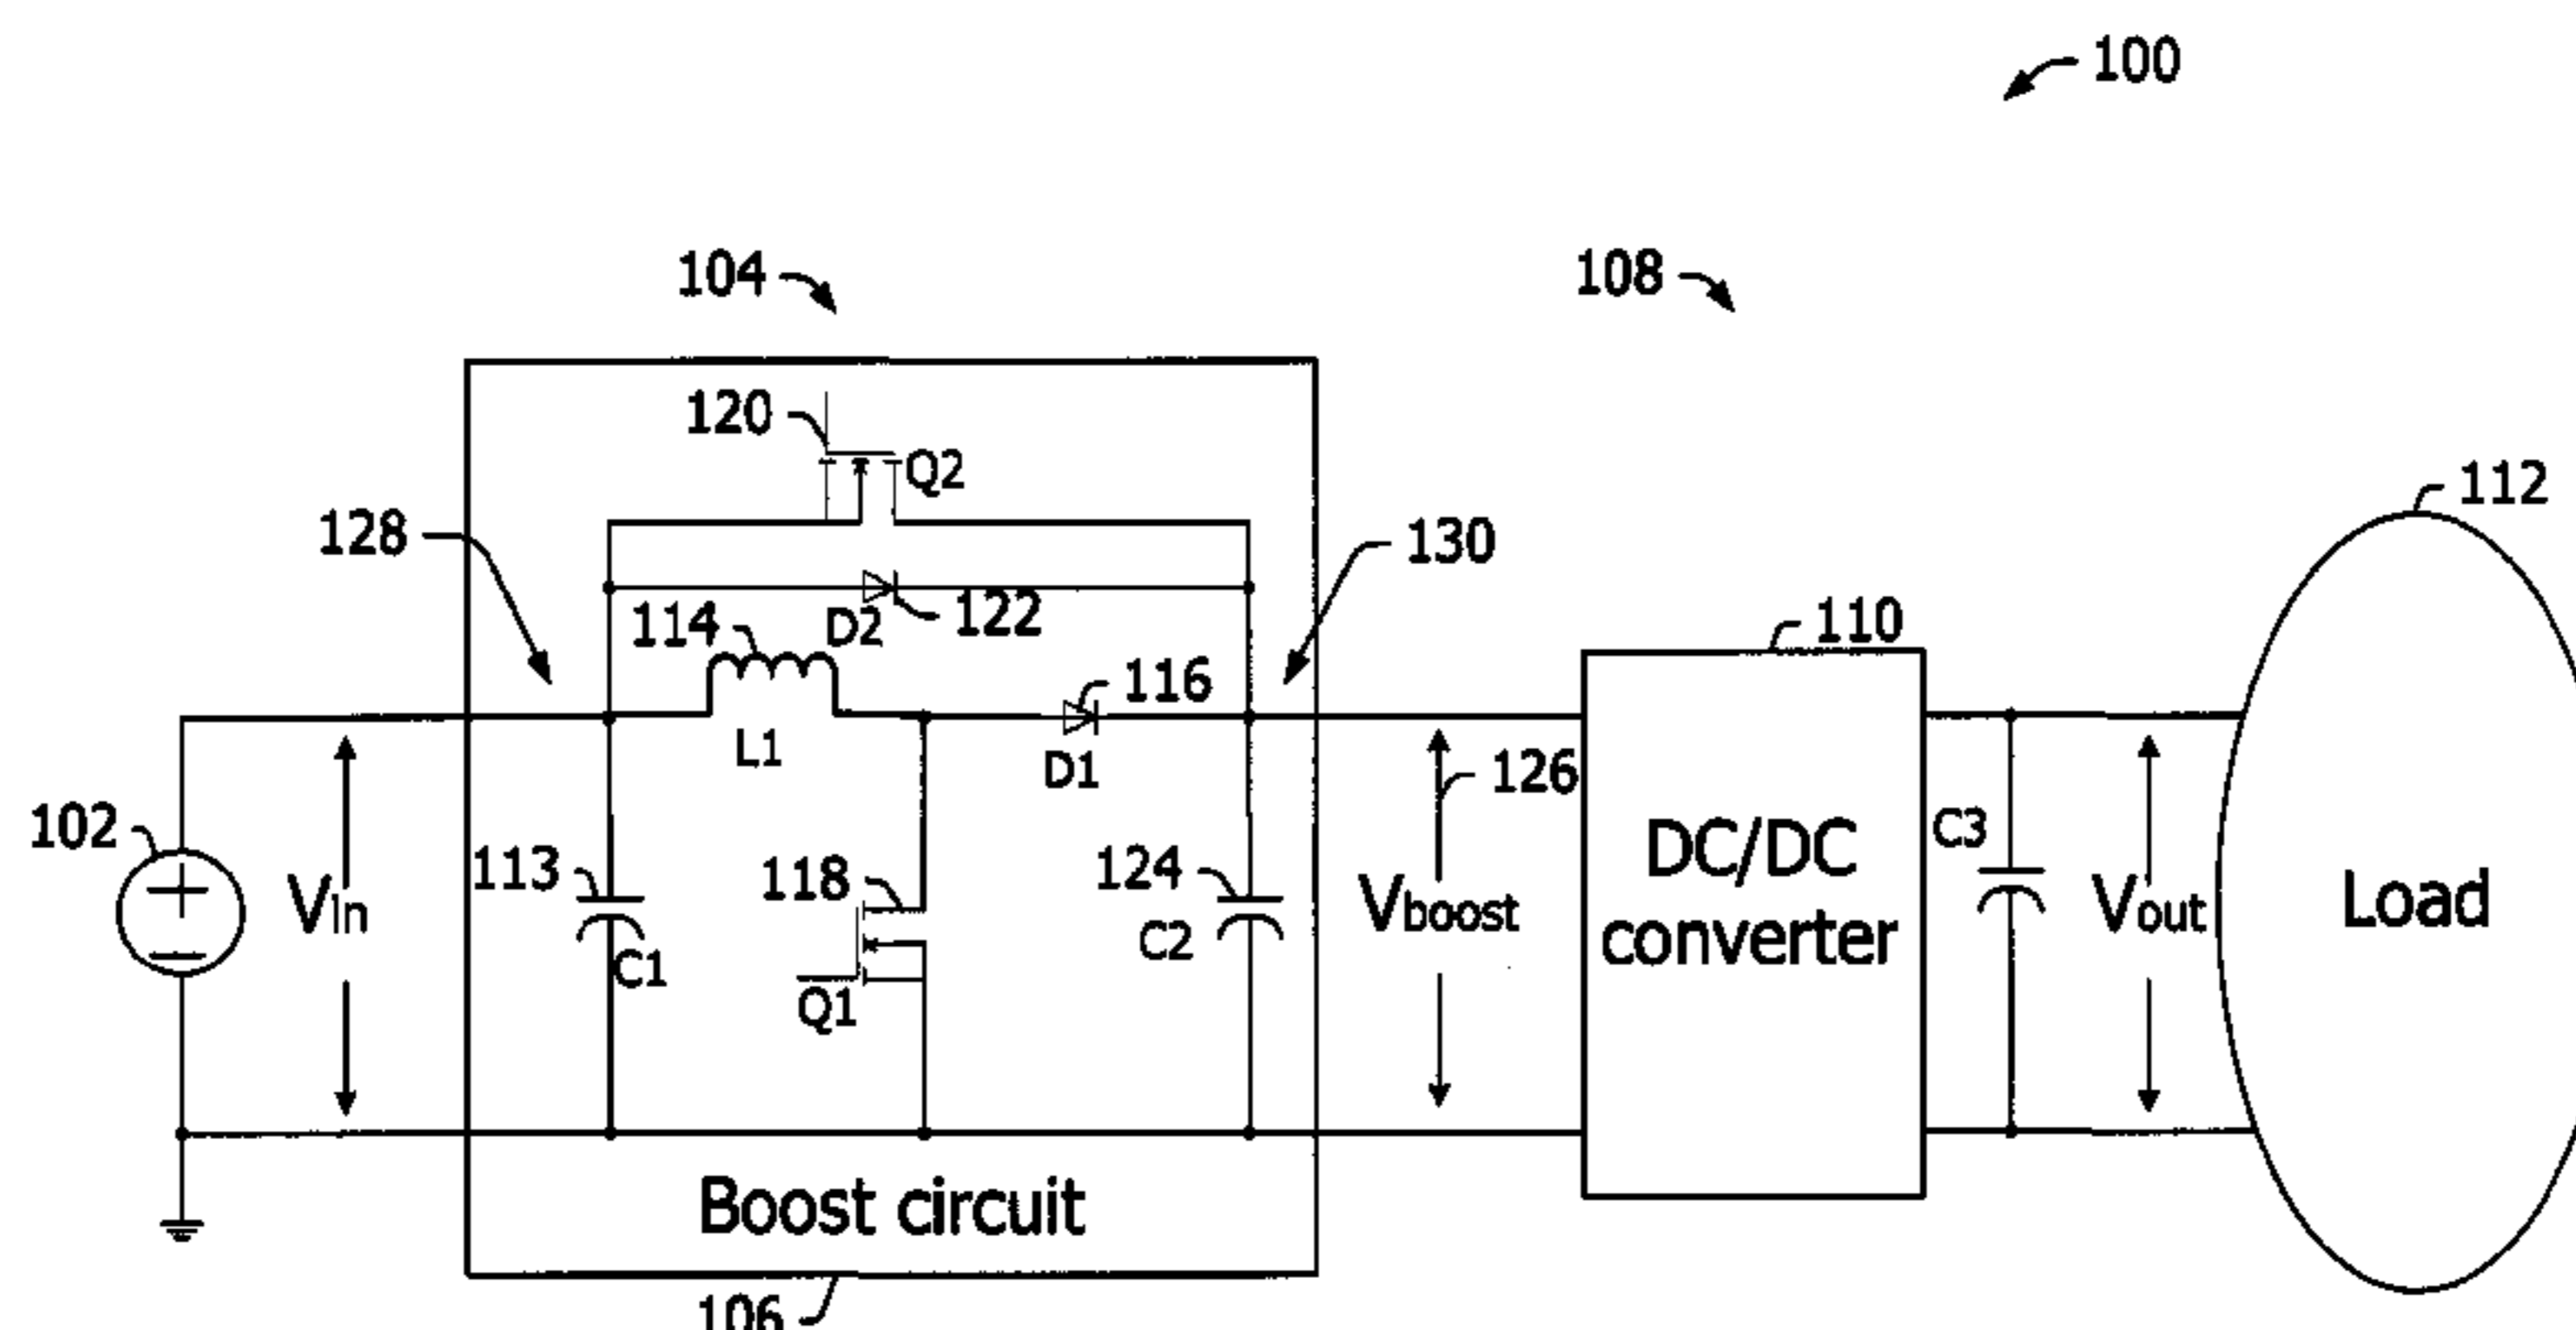 100
104
108
120
Q2
112
128
130
122
114
D2
110
116
L1
D1
126
102
Vin
113
C1
118
Q1
124
C2
Vboost
DC/DC
converter
C3
Vout
Load
Boost circuit
106